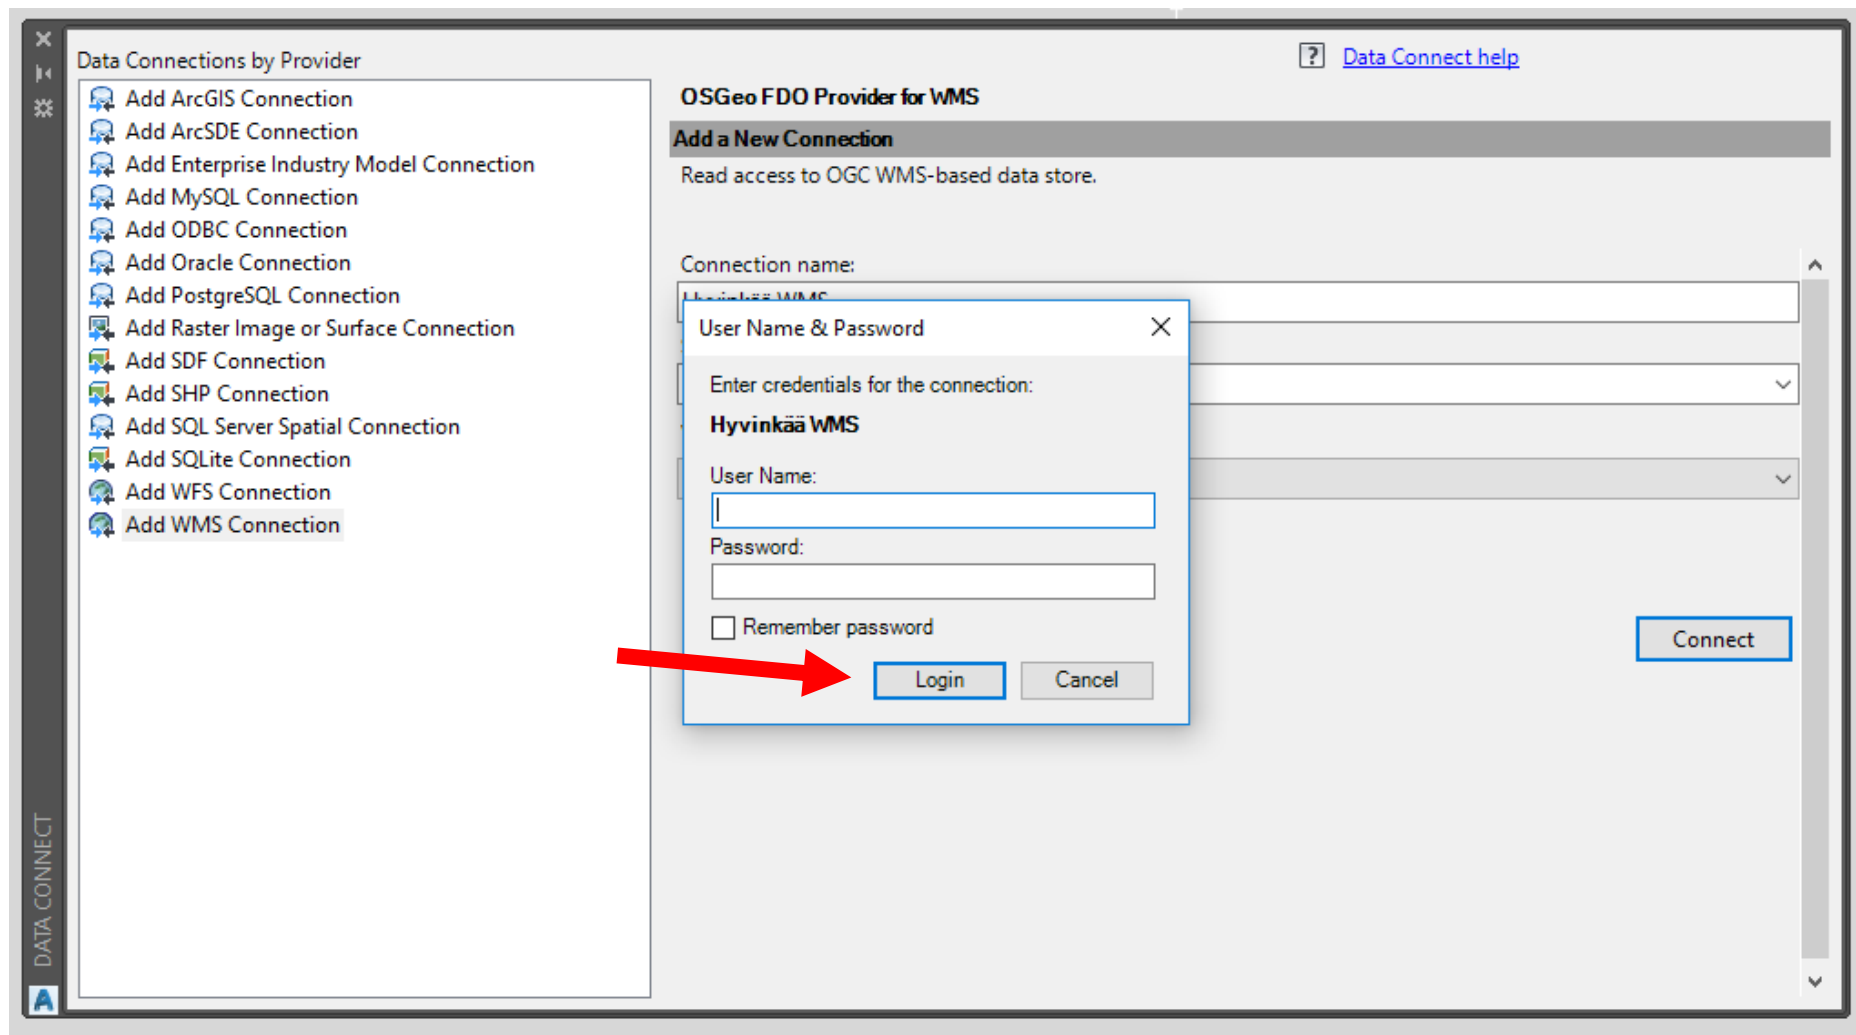 Data Connections by Provider
Add ArcGIS Connection
Add ArcSDE Connection
Add Enterprise Industry Model Connection
Add MySQL Connection
Add ODBC Connection
Add Oracle Connection
Add PostgreSQL Connection
Add Raster Image or Surface Connection
Add SDF Connection
Add SHP Connection
Add SQL Server Spatial Connection
Add SQLite Connection
Add WFS Connection
Add WMS Connection
? Data Connect help
OSGeo FDO Provider for WMS
Add a New Connection
Read access to OGC WMS-based data store.
Connection name:
Hyvinkää WMS
User Name & Password
Enter credentials for the connection:
Hyvinkää WMS
User Name:
Password:
Remember password
Login Cancel
Connect
DATA CONNECT
A